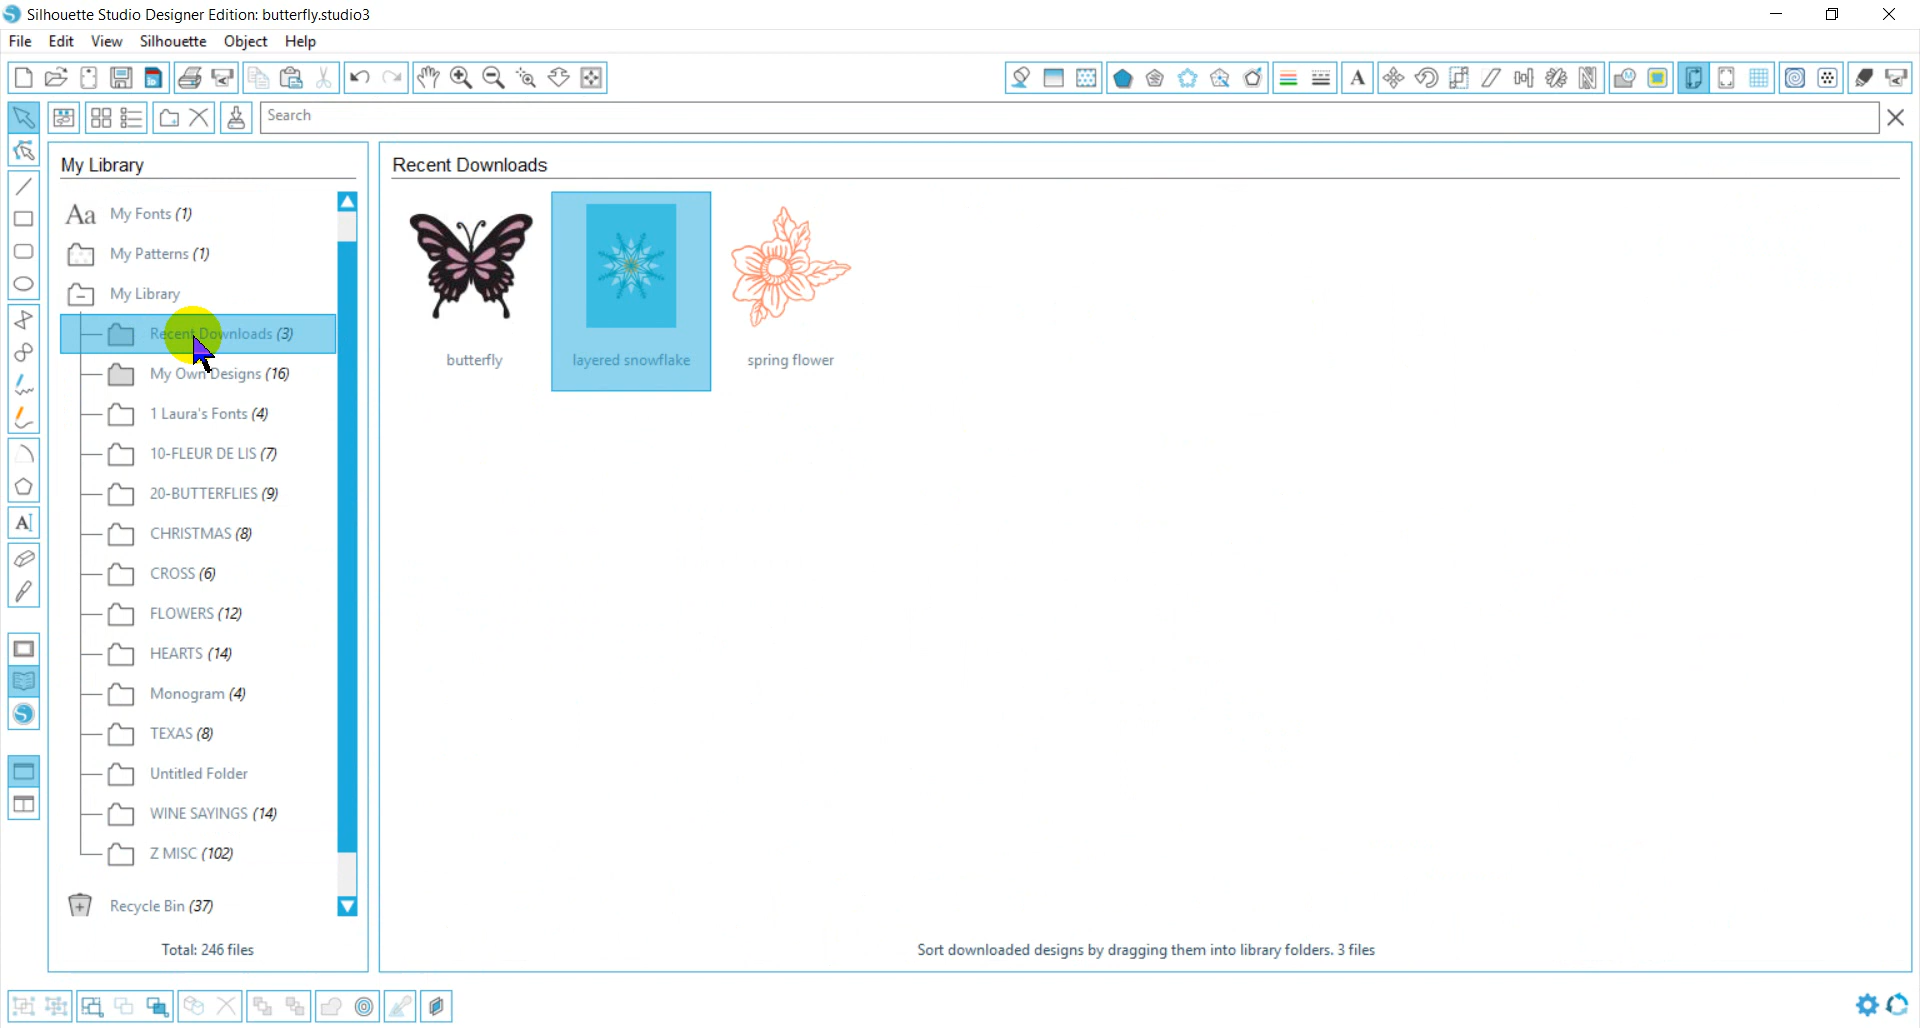 Silhouette Studio Designer Edition: butterfly.studio3
File Edit View Silhouette Object Help
Search
My Library
Aa My Fonts (1)
My Patterns (1)
My Library
Recent Downloads (3)
My Own Designs (16)
1 Laura's Fonts (4)
10-FLEUR DE LIS (7)
20-BUTTERFLIES (9)
CHRISTMAS (8)
CROSS (6)
FLOWERS (12)
HEARTS (14)
Monogram (4)
TEXAS (8)
Untitled Folder
WINE SAYINGS (14)
Z MISC (102)
Recycle Bin (37)
Total: 246 files
Recent Downloads
butterfly
layered snowflake
spring flower
Sort downloaded designs by dragging them into library folders. 3 files